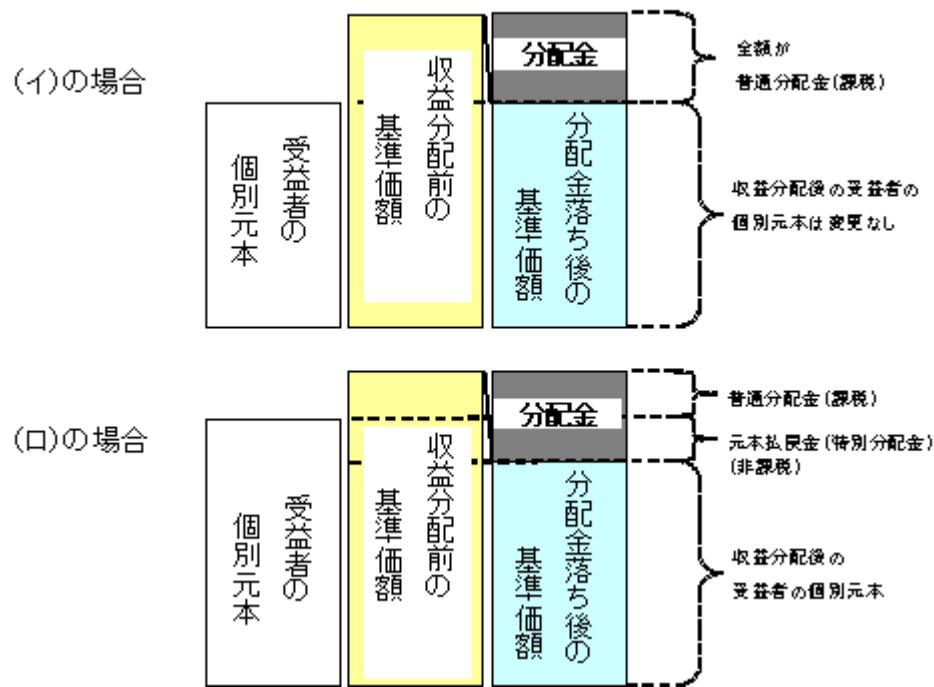 (イ)の場合
受益者の
個別元本
収益分配前の
基準価額
分配金
分配金落ち後の
基準価額
全額が
普通分配金(課税)
収益分配後の受益者の
個別元本は変更なし
(ロ)の場合
受益者の
個別元本
収益分配前の
基準価額
分配金
分配金落ち後の
基準価額
普通分配金(課税)
元本払戻金(特別分配金)
(非課税)
収益分配後の
受益者の個別元本